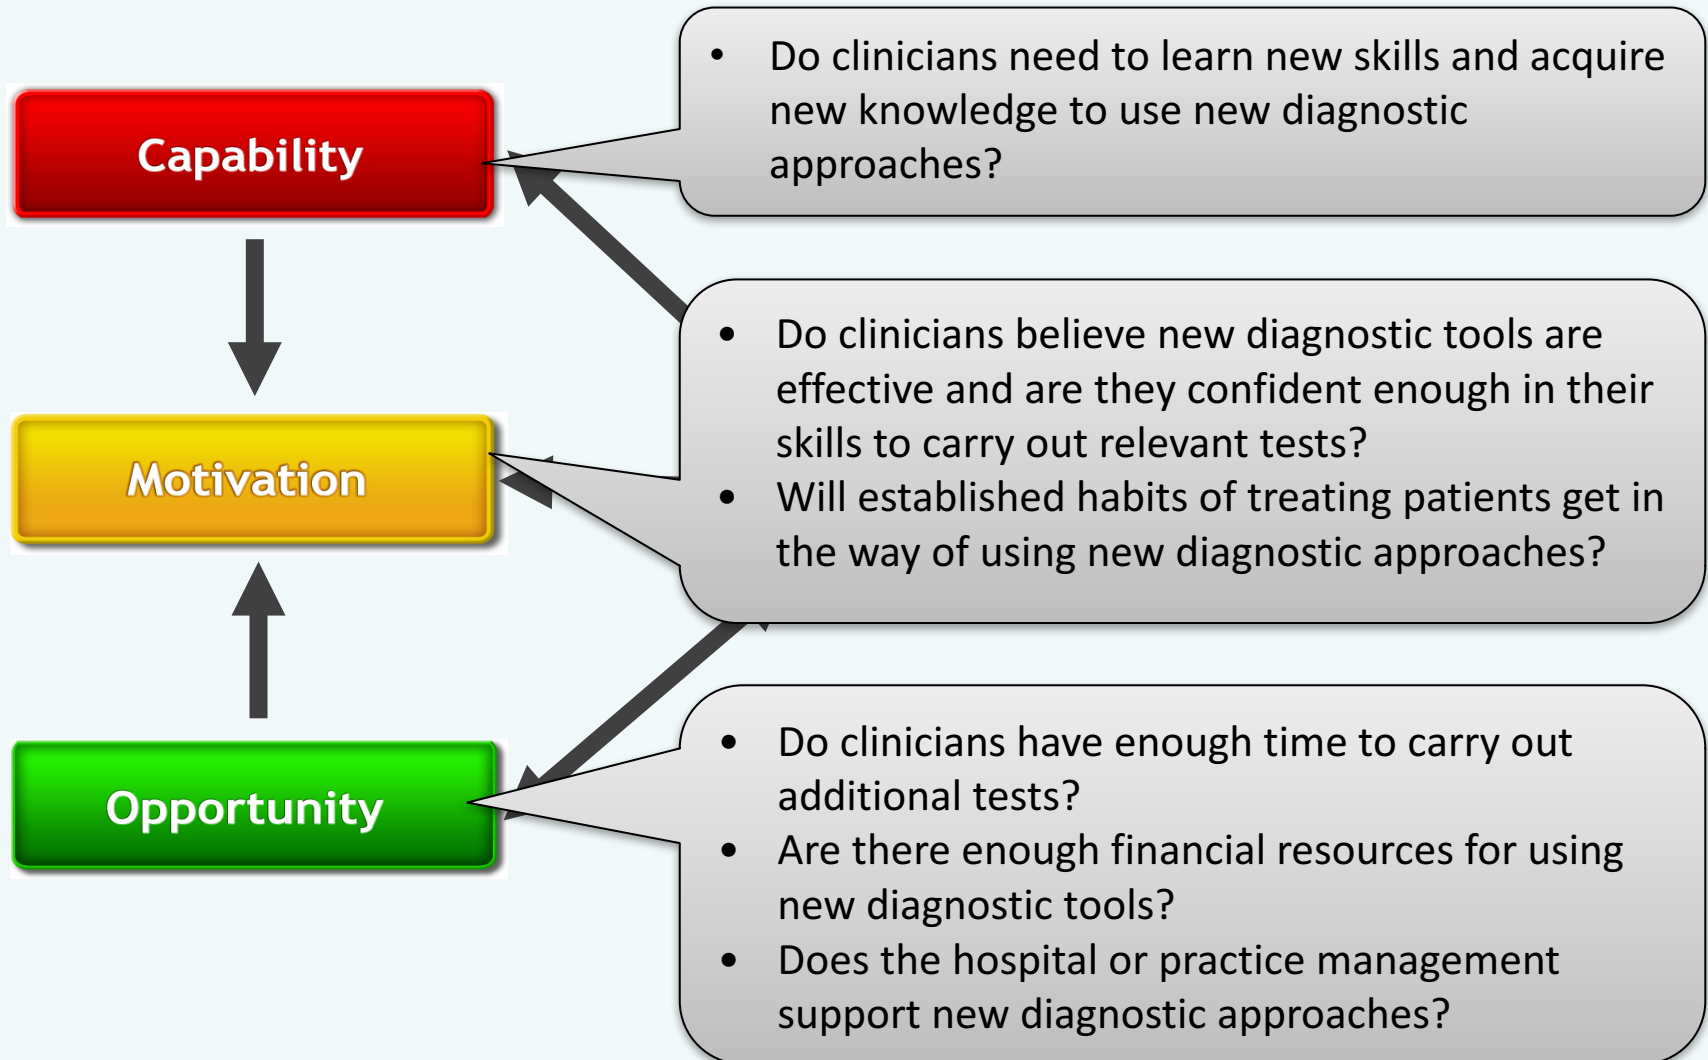 Capability
• Do clinicians need to learn new skills and acquire
new knowledge to use new diagnostic
approaches?
Motivation
• Do clinicians believe new diagnostic tools are
effective and are they confident enough in their
skills to carry out relevant tests?
• Will established habits of treating patients get in
the way of using new diagnostic approaches?
Opportunity
• Do clinicians have enough time to carry out
additional tests?
• Are there enough financial resources for using
new diagnostic tools?
• Does the hospital or practice management
support new diagnostic approaches?